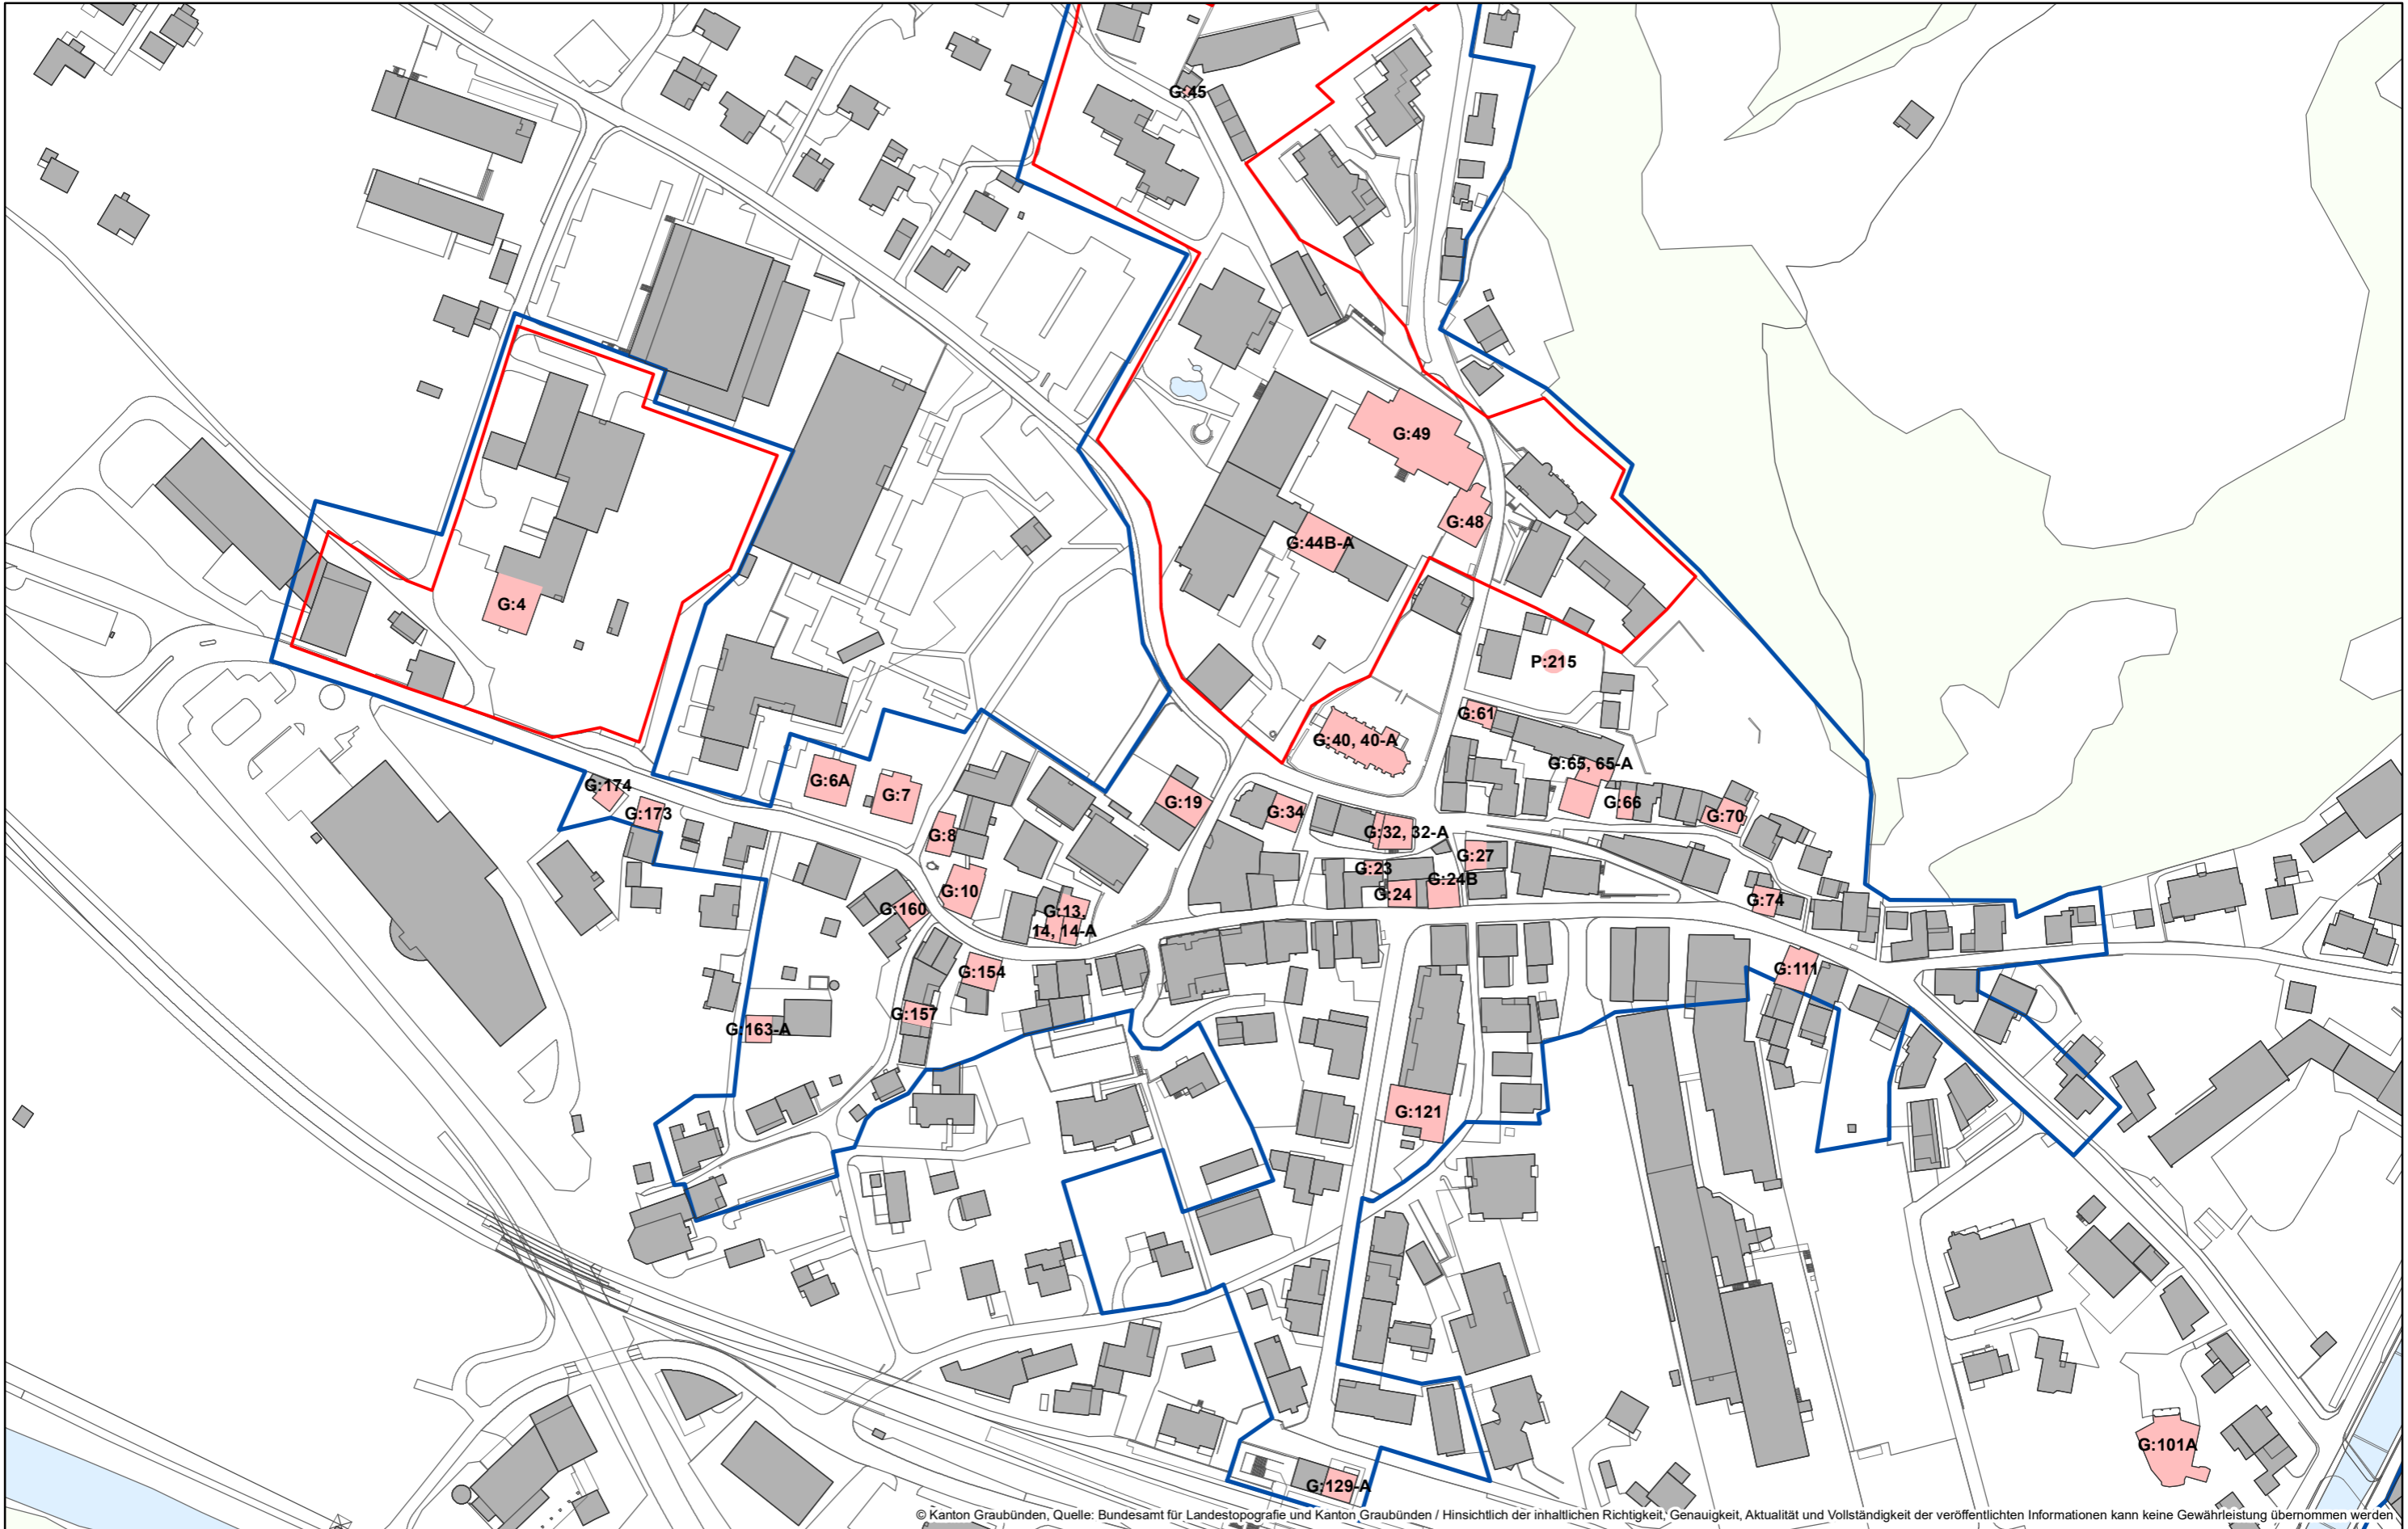 G:45
G:49
G:48
G:44B-A
G:4
P:215
G:61
G:40, 40-A
G:65, 65-A
G:6A
G:174
G:7
G:19
G:66
G:173
G:34
G:70
G:8
G:32, 32-A
G:27
G:23
G:24B
G:10
G:24
G:74
G:160
G:13,
14, 14-A
G:154
G:111
G:157
G:163-A
G:121
G:101A
G:129-A
© Kanton Graubünden, Quelle: Bundesamt für Landestopografie und Kanton Graubünden / Hinsichtlich der inhaltlichen Richtigkeit, Genauigkeit, Aktualität und Vollständigkeit der veröffentlichten Informationen kann keine Gewährleistung übernommen werden